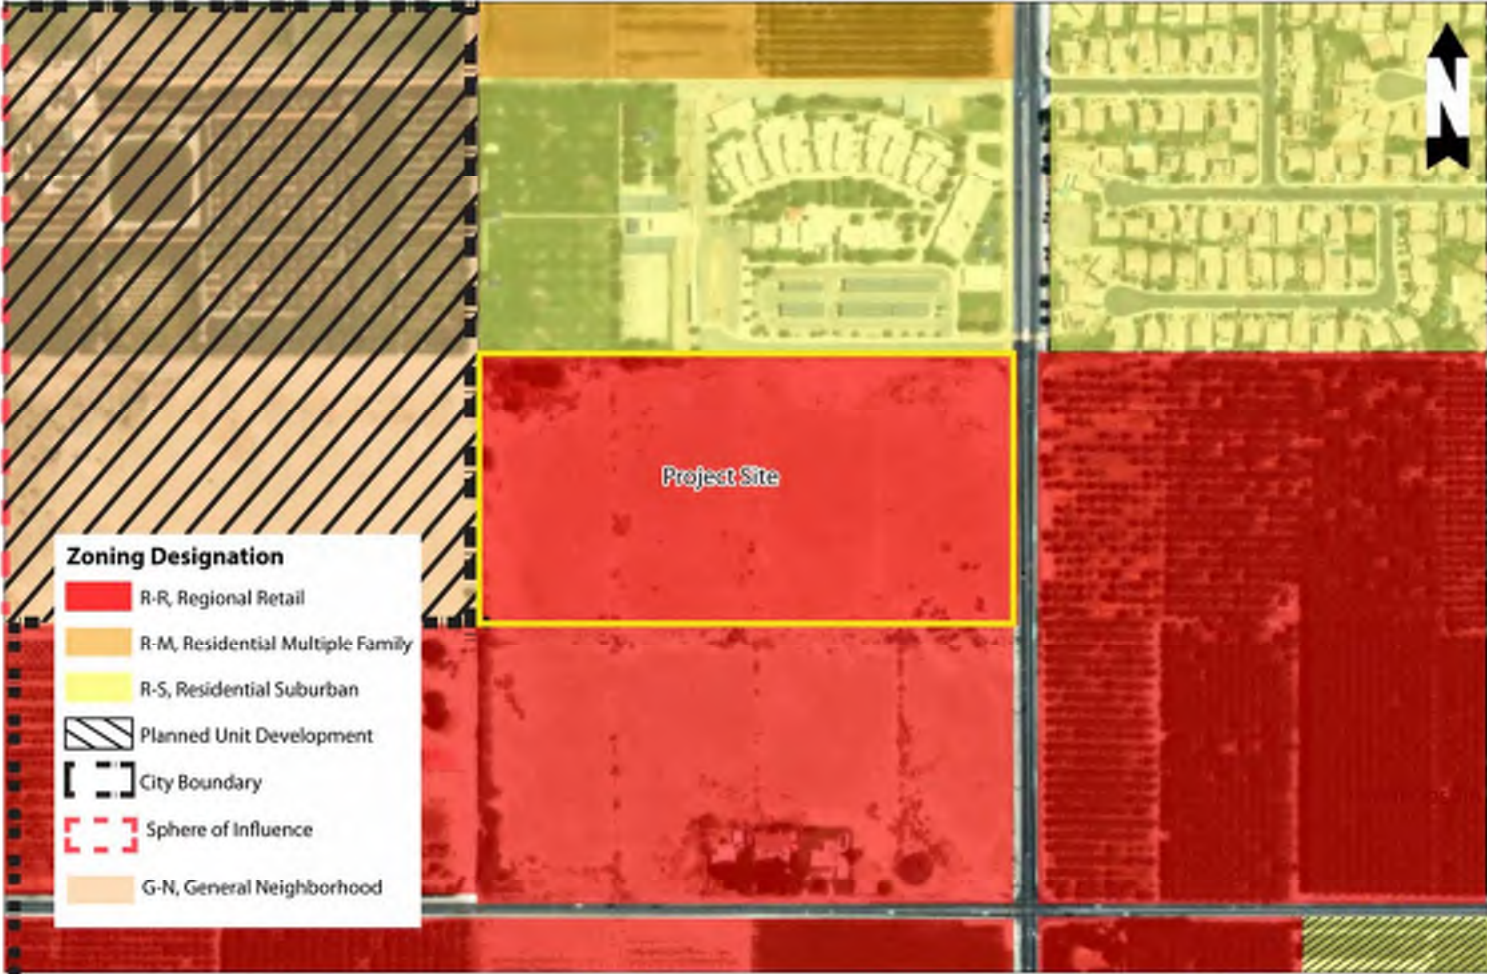 N
Project Site
Zoning Designation
R-R, Regional Retail
R-M, Residential Multiple Family
R-S, Residential Suburban
Planned Unit Development
City Boundary
Sphere of Influence
G-N, General Neighborhood